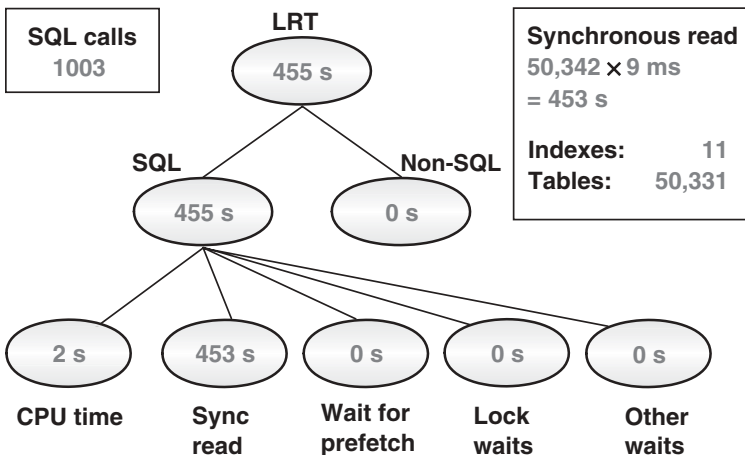 SQL calls
1003
LRT
455 s
Synchronous read
50,342 × 9 ms
= 453 s
Indexes: 11
Tables: 50,331
SQL
455 s
Non-SQL
0 s
2 s
453 s
0 s
0 s
0 s
CPU time
Sync
read
Wait for
prefetch
Lock
waits
Other
waits